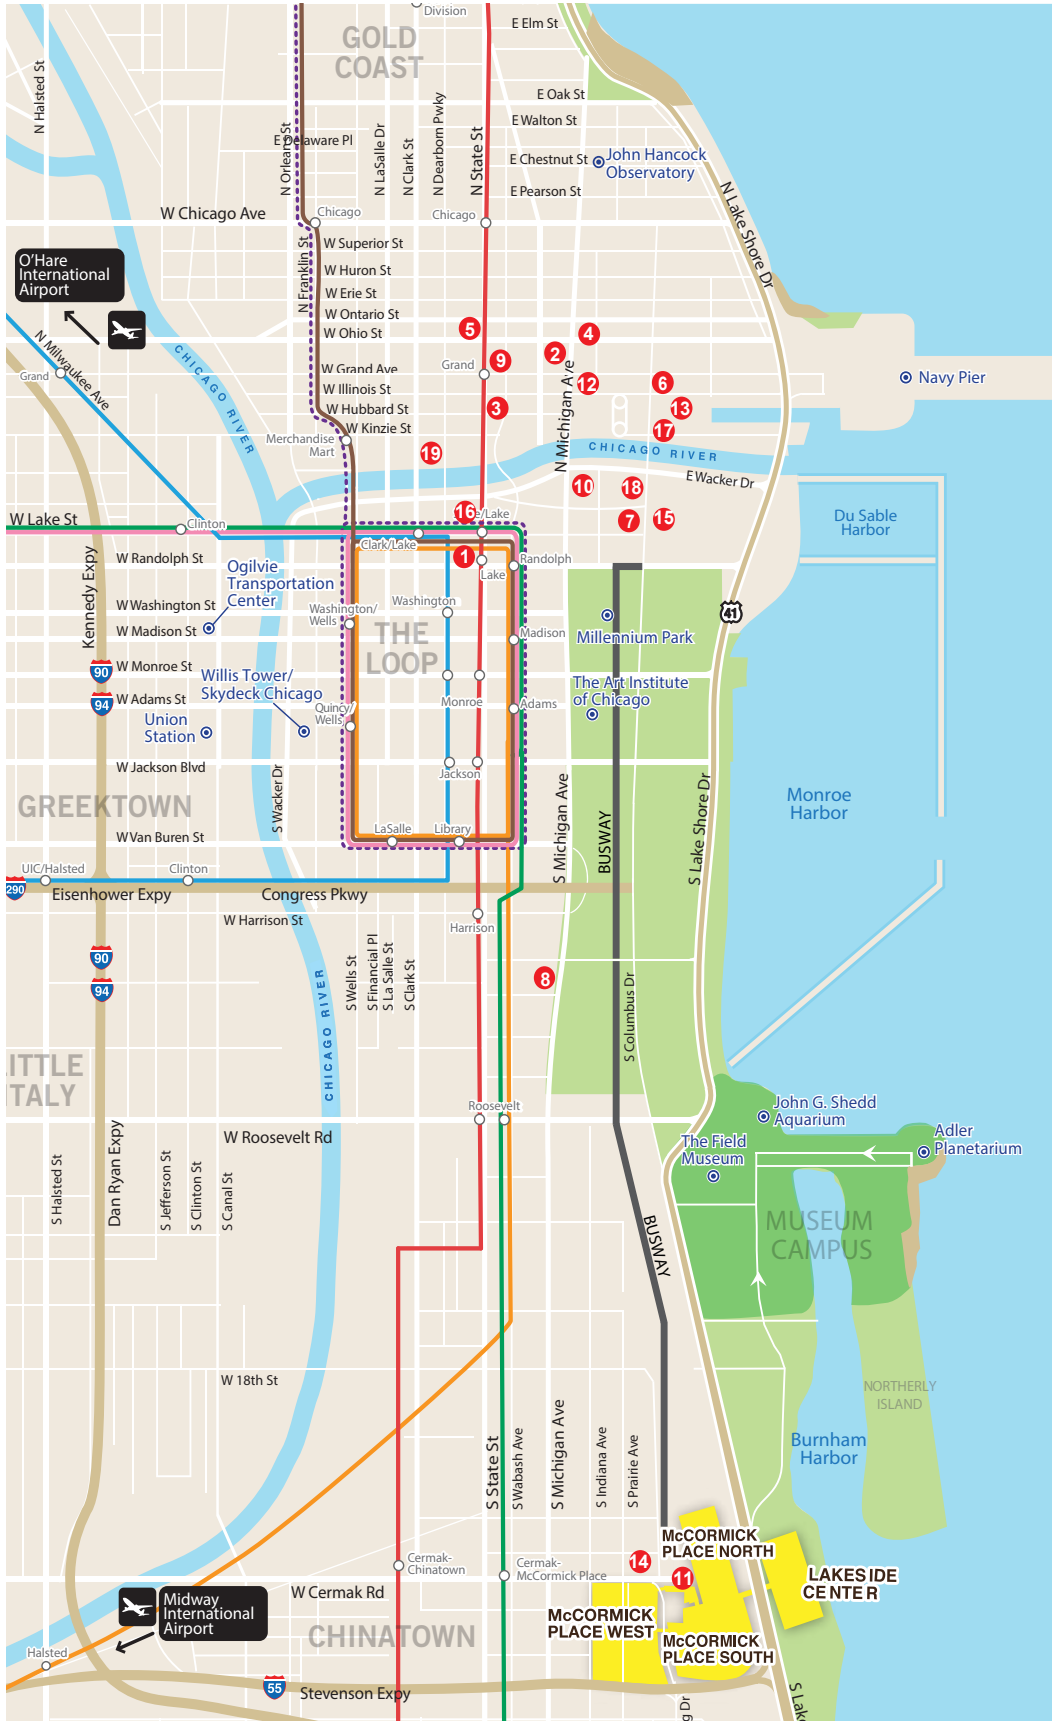 Division
GOLD
COAST
E Elm St
N Halsted St
E Oak St
E Walton St
N Orleans St
E Delaware Pl
N LaSalle Dr
N Clark St
N Dearborn Pwky
N State St
E Chestnut St
John Hancock
Observatory
E Pearson St
N Lake Shore Dr
W Chicago Ave
Chicago
Chicago
W Superior St
O'Hare
International
Airport
N Franklin St
W Huron St
W Erie St
W Ontario St
W Ohio St
5
4
2
9
N Milwaukee Ave
CHICAGO RIVER
Grand
W Grand Ave
Grand
W Illinois St
12
6
Navy Pier
W Hubbard St
3
13
N Michigan Ave
W Kinzie St
17
Merchandise
Mart
19
CHICAGO RIVER
E Wacker Dr
10
18
W Lake St
Clinton
16
e/Lake
7
15
Du Sable
Harbor
Clark/Lake
Kennedy Expy
W Randolph St
1
Lake
Randolph
Ogilvie
Transportation
Center
W Washington St
Washington/
Wells
Washington
41
W Madison St
THE
LOOP
Madison
Millennium Park
W Monroe St
90
Willis Tower/
Skydeck Chicago
The Art Institute
of Chicago
W Adams St
94
Quincy/
Wells
Monroe
Adams
Union
Station
W Jackson Blvd
Jackson
GREEKTOWN
S Wacker Dr
S Michigan Ave
BUSWAY
S Lake Shore Dr
Monroe
Harbor
W Van Buren St
LaSalle
Library
UIC/Halsted
Clinton
290
Eisenhower Expy
Congress Pkwy
W Harrison St
Harrison
90
94
CHICAGO RIVER
S Wells St
S Financial Pl
S La Salle St
S Clark St
8
S Columbus Dr
ITTLE
ITALY
Roosevelt
W Roosevelt Rd
John G. Shedd
Aquarium
The Field
Museum
Adler
Planetarium
S Halsted St
Dan Ryan Expy
S Jefferson St
S Clinton St
S Canal St
BUSWAY
MUSEUM
CAMPUS
W 18th St
NORTHERLY
ISLAND
S State St
S Wabash Ave
S Michigan Ave
S Indiana Ave
S Prairie Ave
Burnham
Harbor
McCORMICK
PLACE NORTH
Cermak-
Chinatown
Cermak-
McCormick Place
14
11
LAKESIDE
CENTER
W Cermak Rd
Midway
International
Airport
McCORMICK
PLACE WEST
CHINATOWN
McCORMICK
PLACE SOUTH
Halsted
55
Stevenson Expy
g Dr
S Lake